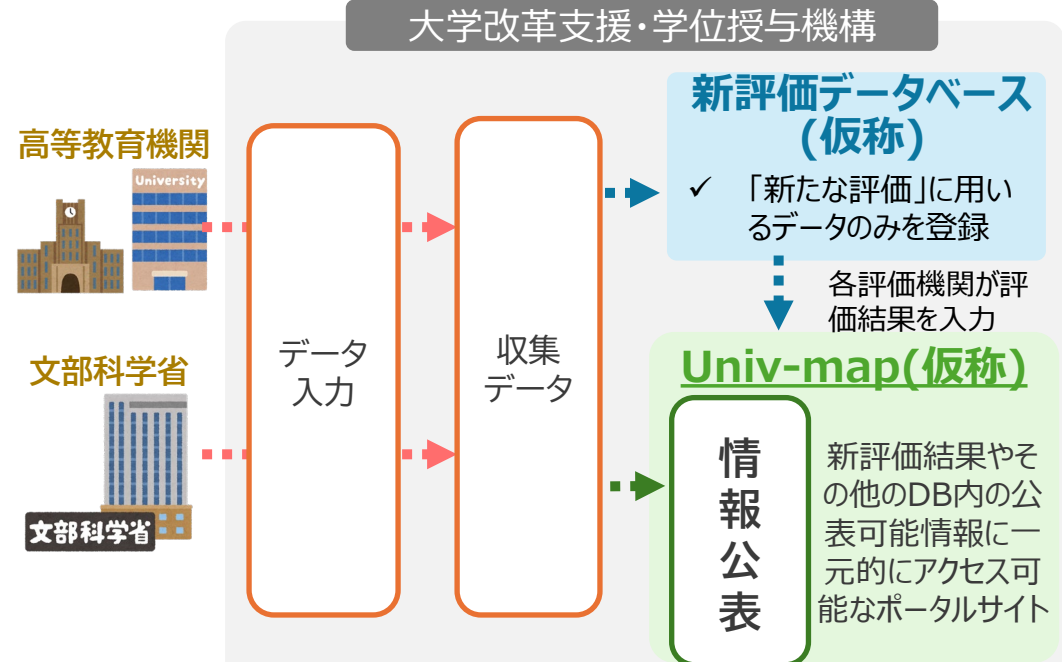 大学改革支援・学位授与機構
高等教育機関
University
文部科学省
文部科学省
データ
入力
収集
データ
新評価データベース
(仮称)
✓ 「新たな評価」に用い
るデータのみを登録
各評価機関が評
価結果を入力
Univ-map(仮称)
情
報
公
表
新評価結果やそ
の他のDB内の公
表可能情報に一
元的にアクセス可
能なポータルサイト